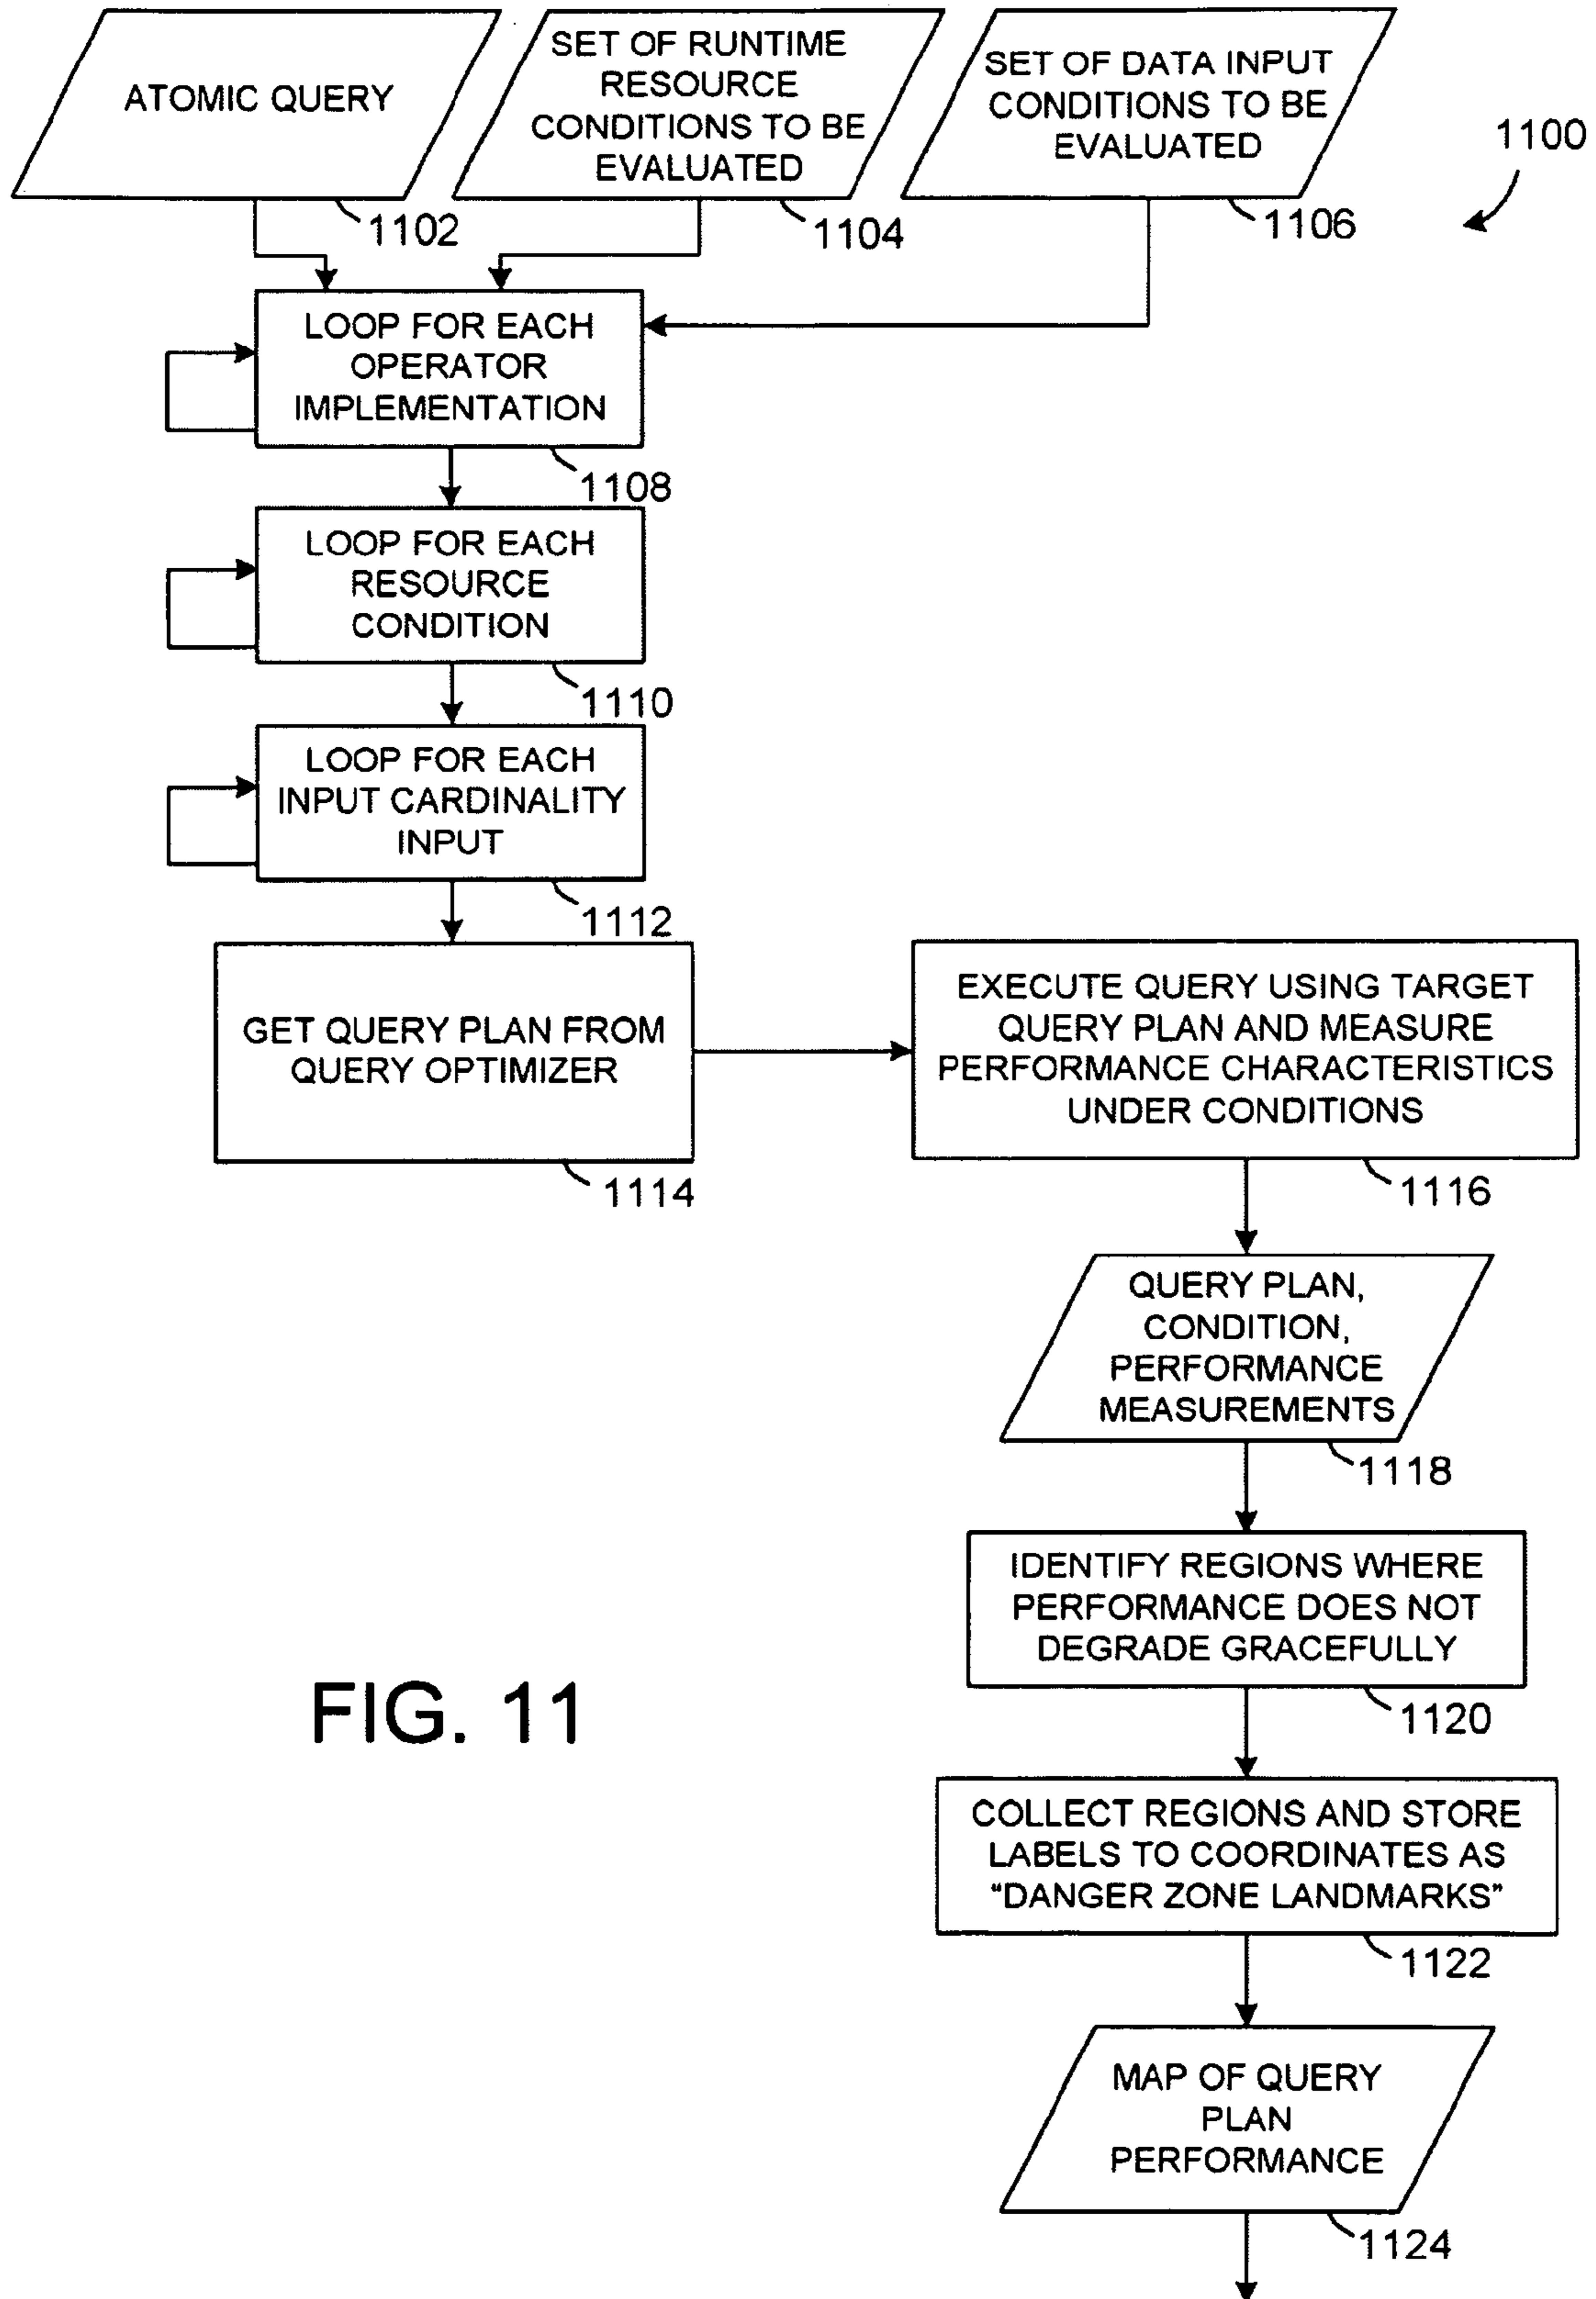 ATOMIC QUERY
1102
SET OF RUNTIME
RESOURCE
CONDITIONS TO BE
EVALUATED
1104
SET OF DATA INPUT
CONDITIONS TO BE
EVALUATED
1106
1100
LOOP FOR EACH
OPERATOR
IMPLEMENTATION
1108
LOOP FOR EACH
RESOURCE
CONDITION
1110
LOOP FOR EACH
INPUT CARDINALITY
INPUT
1112
GET QUERY PLAN FROM
QUERY OPTIMIZER
1114
EXECUTE QUERY USING TARGET
QUERY PLAN AND MEASURE
PERFORMANCE CHARACTERISTICS
UNDER CONDITIONS
1116
QUERY PLAN,
CONDITION,
PERFORMANCE
MEASUREMENTS
1118
IDENTIFY REGIONS WHERE
PERFORMANCE DOES NOT
DEGRADE GRACEFULLY
1120
COLLECT REGIONS AND STORE
LABELS TO COORDINATES AS
“DANGER ZONE LANDMARKS”
1122
MAP OF QUERY
PLAN
PERFORMANCE
1124
FIG. 11